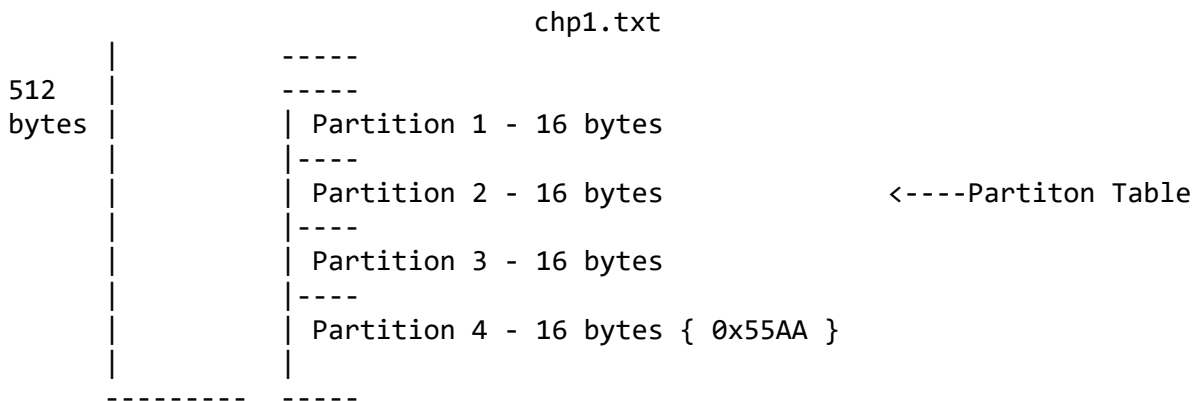 chp1.txt
| -----
512 | -----
bytes | | Partition 1 - 16 bytes
| |----
| | Partition 2 - 16 bytes <----Partiton Table
| |----
| | Partition 3 - 16 bytes
| |----
| | Partition 4 - 16 bytes { 0x55AA }
| |
--------- -----